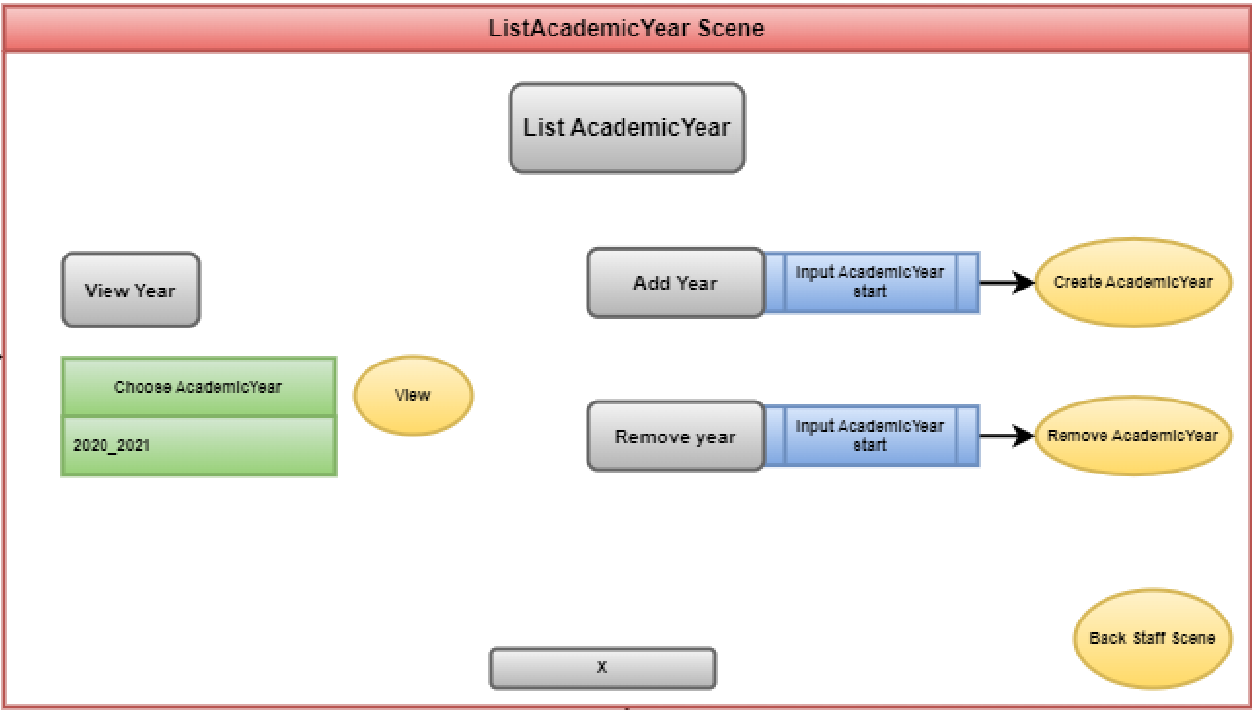 ListAcademicYear Scene
List AcademicYear
View Year
Choose AcademicYear
2020_2021
View
Add Year
Input AcademicYear
start
Create AcademicYear
Remove year
Input AcademicYear
start
Remove AcademicYear
Back Staff Scene
X